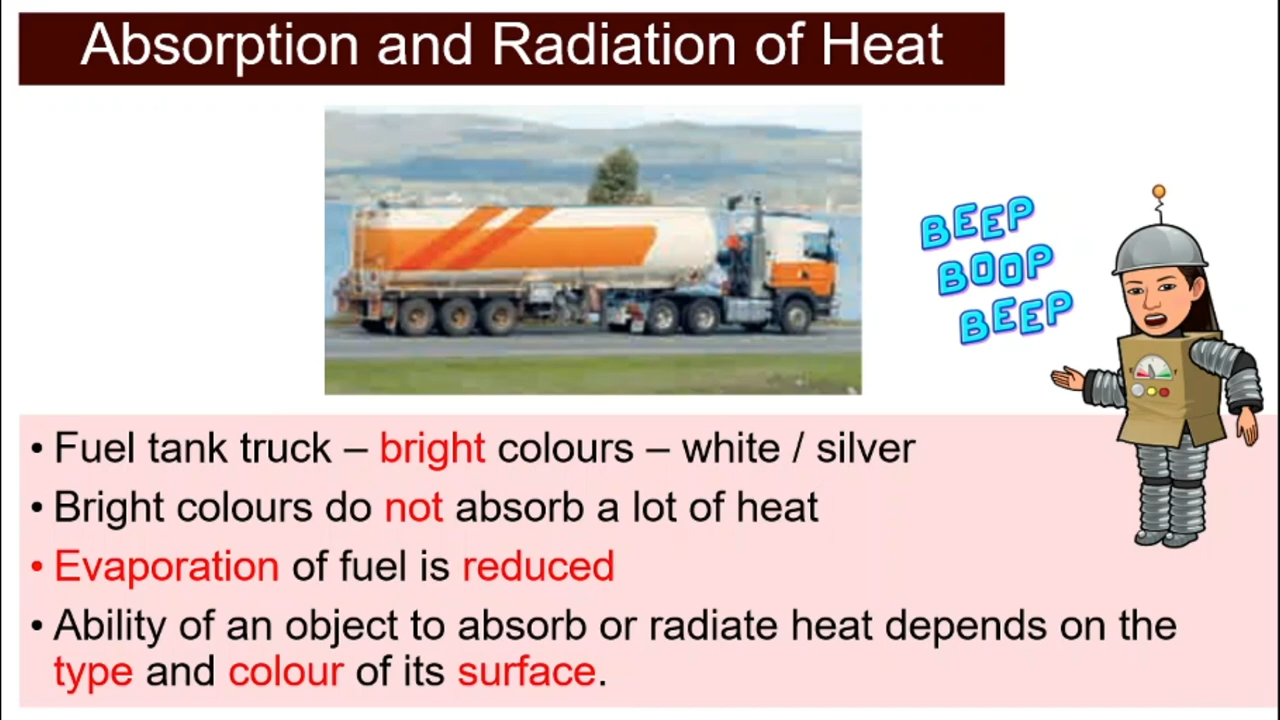 Absorption and Radiation of Heat
BEEP
BOOP
BEEP
• Fuel tank truck – bright colours – white / silver
• Bright colours do not absorb a lot of heat
• Evaporation of fuel is reduced
• Ability of an object to absorb or radiate heat depends on the
type and colour of its surface.